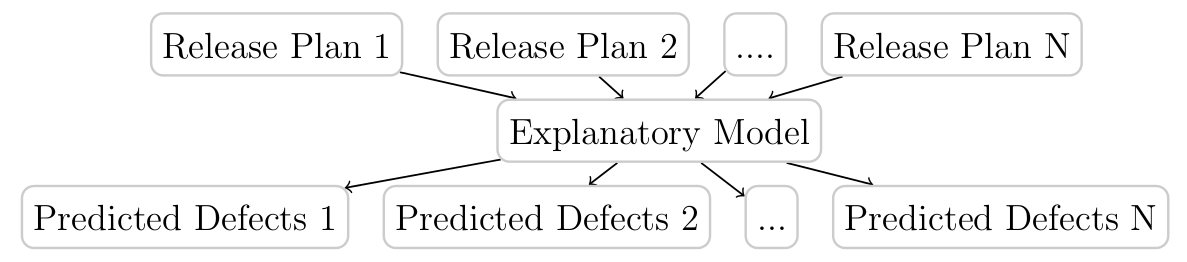 Release Plan 1 Release Plan 2 .... Release Plan N
Explanatory Model
Predicted Defects 1 Predicted Defects 2 ... Predicted Defects N